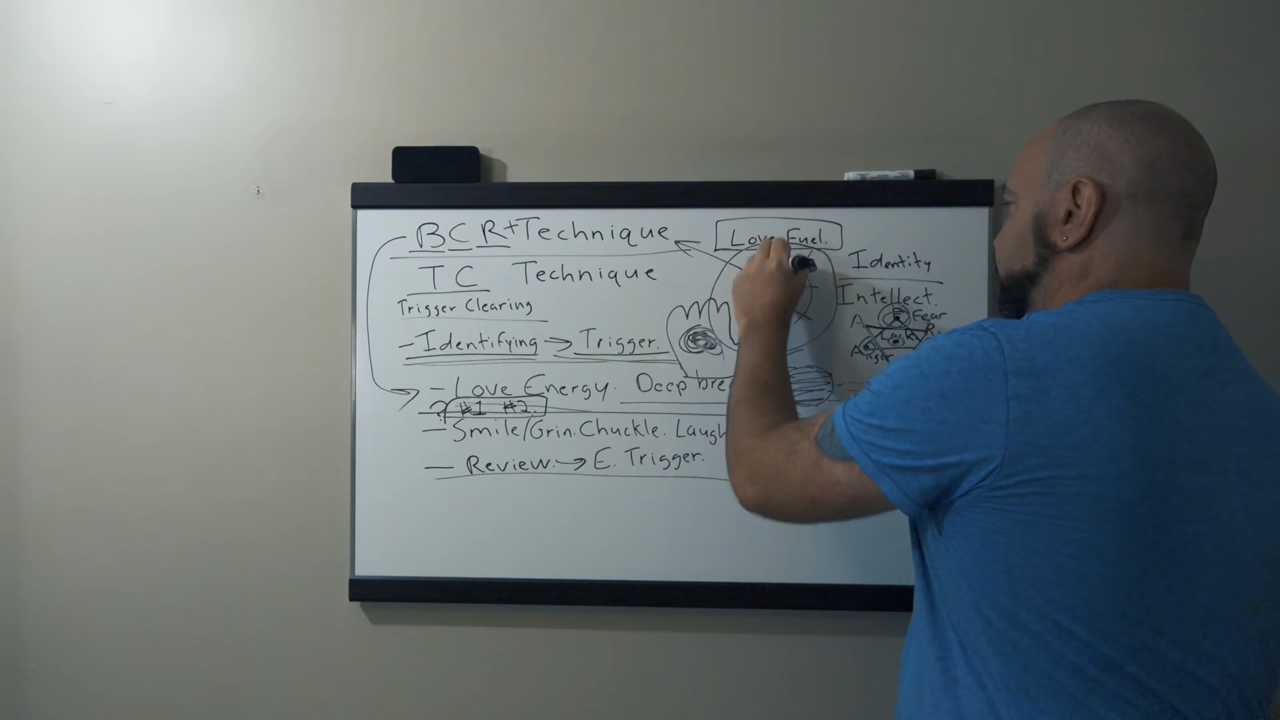 BCR+Technique
Love Fuel.
TC Technique
Identity
Trigger Clearing
Intellect.
A Fear
- Identifying → Trigger.
Lack R
- Love Energy. Deep bre
? #1 #2
- Smile/Grin. Chuckle. Laugh
- Review → E. Trigger.